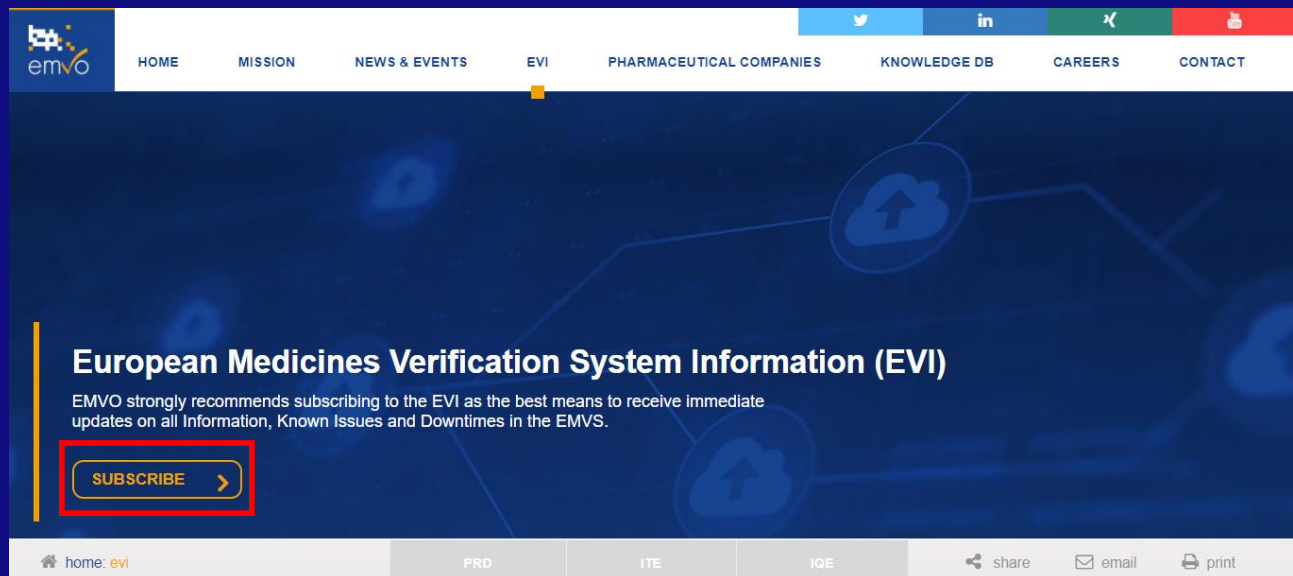 in
emvo
HOME
MISSION
NEWS & EVENTS
EVI
PHARMACEUTICAL COMPANIES
KNOWLEDGE DB
CAREERS
CONTACT
European Medicines Verification System Information (EVI)
EMVO strongly recommends subscribing to the EVI as the best means to receive immediate
updates on all Information, Known Issues and Downtimes in the EMVS.
SUBSCRIBE
home: evi
PRD
ITE
IQE
share
email
print